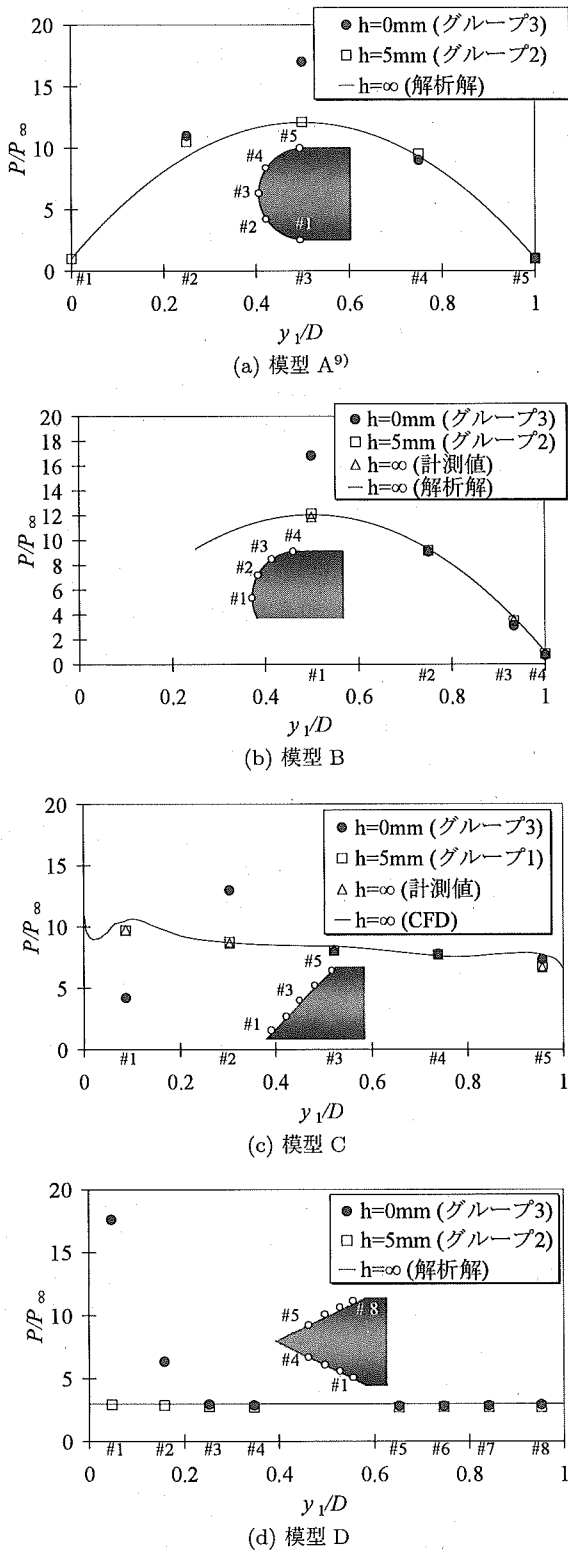 20
15
10
5
0
P/P∞
● h=0mm (グループ3)
□ h=5mm (グループ2)
— h=∞ (解析解)
#5
#4
#3
#2
#1
#1 #2 #3 #4 #5
0 0.2 0.4 0.6 0.8 1
y1/D
(a) 模型 A9)
20
18
16
14
12
10
8
6
4
2
0
P/P∞
● h=0mm (グループ3)
□ h=5mm (グループ2)
△ h=∞ (計測値)
— h=∞ (解析解)
#4
#3
#2
#1
#1 #2 #3 #4
0 0.2 0.4 0.6 0.8 1
y1/D
(b) 模型 B
20
15
10
5
0
P/P∞
● h=0mm (グループ3)
□ h=5mm (グループ1)
△ h=∞ (計測値)
— h=∞ (CFD)
#5
#3
#1
#1 #2 #3 #4 #5
0 0.2 0.4 0.6 0.8 1
y1/D
(c) 模型 C
20
15
10
5
0
P/P∞
● h=0mm (グループ3)
□ h=5mm (グループ2)
— h=∞ (解析解)
#8
#5
#4
#1
#1 #2 #3 #4 #5 #6 #7 #8
0 0.2 0.4 0.6 0.8 1
y1/D
(d) 模型 D